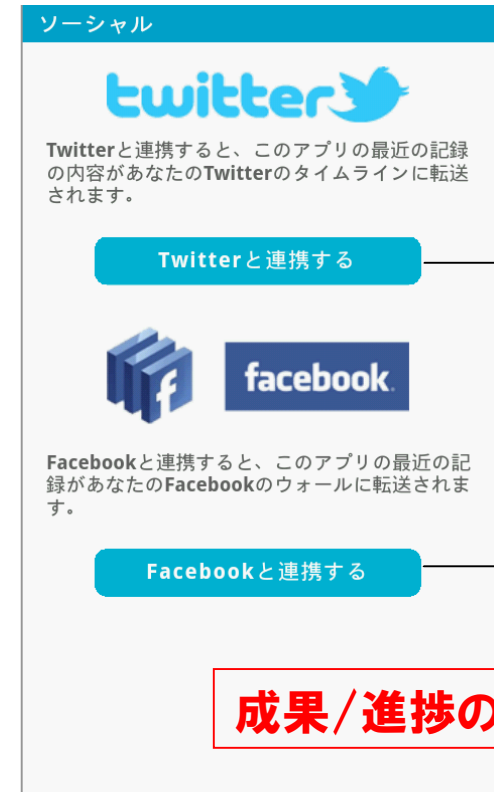 ソーシャル
twitter
Twitterと連携すると、このアプリの最近の記録
の内容があなたのTwitterのタイムラインに転送
されます。
Twitterと連携する
f
facebook.
Facebookと連携すると、このアプリの最近の記
録があなたのFacebookのウォールに転送されま
す。
Facebookと連携する
成果/進捗の